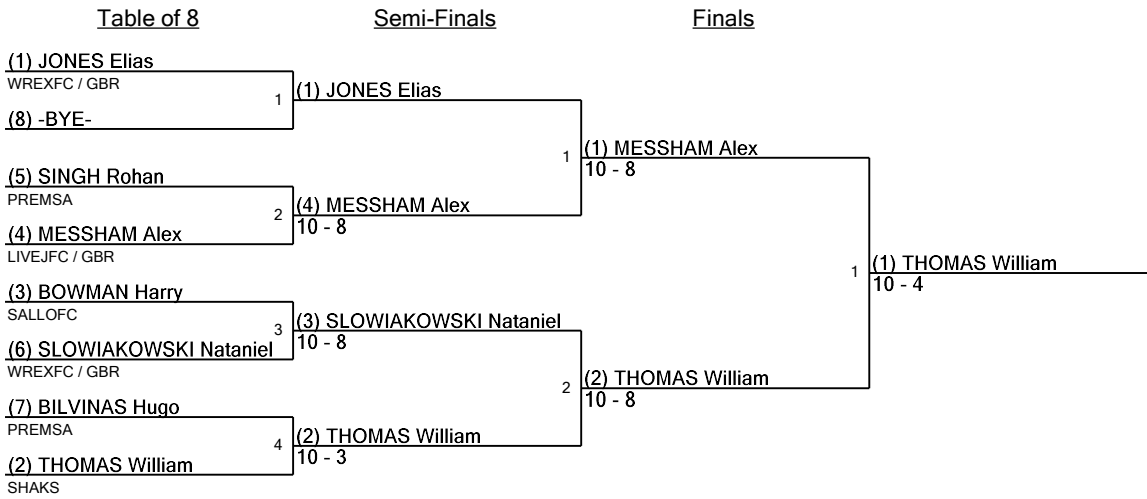 Table of 8
Semi-Finals
Finals
(1) JONES Elias
WREXFC / GBR
1
(8) -BYE-
(5) SINGH Rohan
PREMSA
2
(4) MESSHAM Alex
LIVEJFC / GBR
(3) BOWMAN Harry
SALLOFC
3
(6) SLOWIAKOWSKI Nataniel
WREXFC / GBR
(7) BILVINAS Hugo
PREMSA
4
(2) THOMAS William
SHAKS
(1) JONES Elias
1
(4) MESSHAM Alex
10 - 8
(3) SLOWIAKOWSKI Nataniel
10 - 8
2
(2) THOMAS William
10 - 3
(1) MESSHAM Alex
10 - 8
1
(2) THOMAS William
10 - 8
(1) THOMAS William
10 - 4